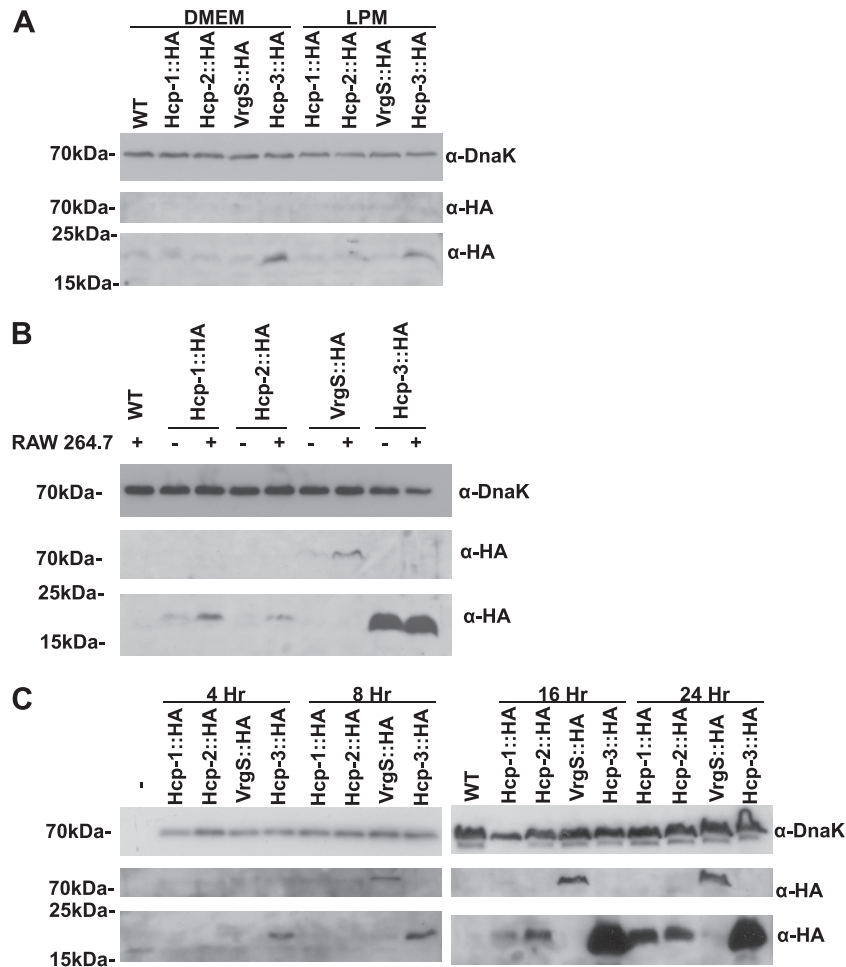 A
DMEM LPM
WT Hcp-1::HA Hcp-2::HA VrgS::HA Hcp-3::HA Hcp-1::HA Hcp-2::HA VrgS::HA Hcp-3::HA
70kDa- α-DnaK
70kDa- α-HA
25kDa-
α-HA
15kDa-
B
WT Hcp-1::HA Hcp-2::HA VrgS::HA Hcp-3::HA
RAW 264.7 + - + - + - + - +
70kDa- α-DnaK
70kDa- α-HA
25kDa-
α-HA
15kDa-
C
4 Hr 8 Hr 16 Hr 24 Hr
- Hcp-1::HA Hcp-2::HA VrgS::HA Hcp-3::HA Hcp-1::HA Hcp-2::HA VrgS::HA Hcp-3::HA WT Hcp-1::HA Hcp-2::HA VrgS::HA Hcp-3::HA Hcp-1::HA Hcp-2::HA VrgS::HA Hcp-3::HA
70kDa- α-DnaK
70kDa- α-HA
25kDa-
α-HA
15kDa-